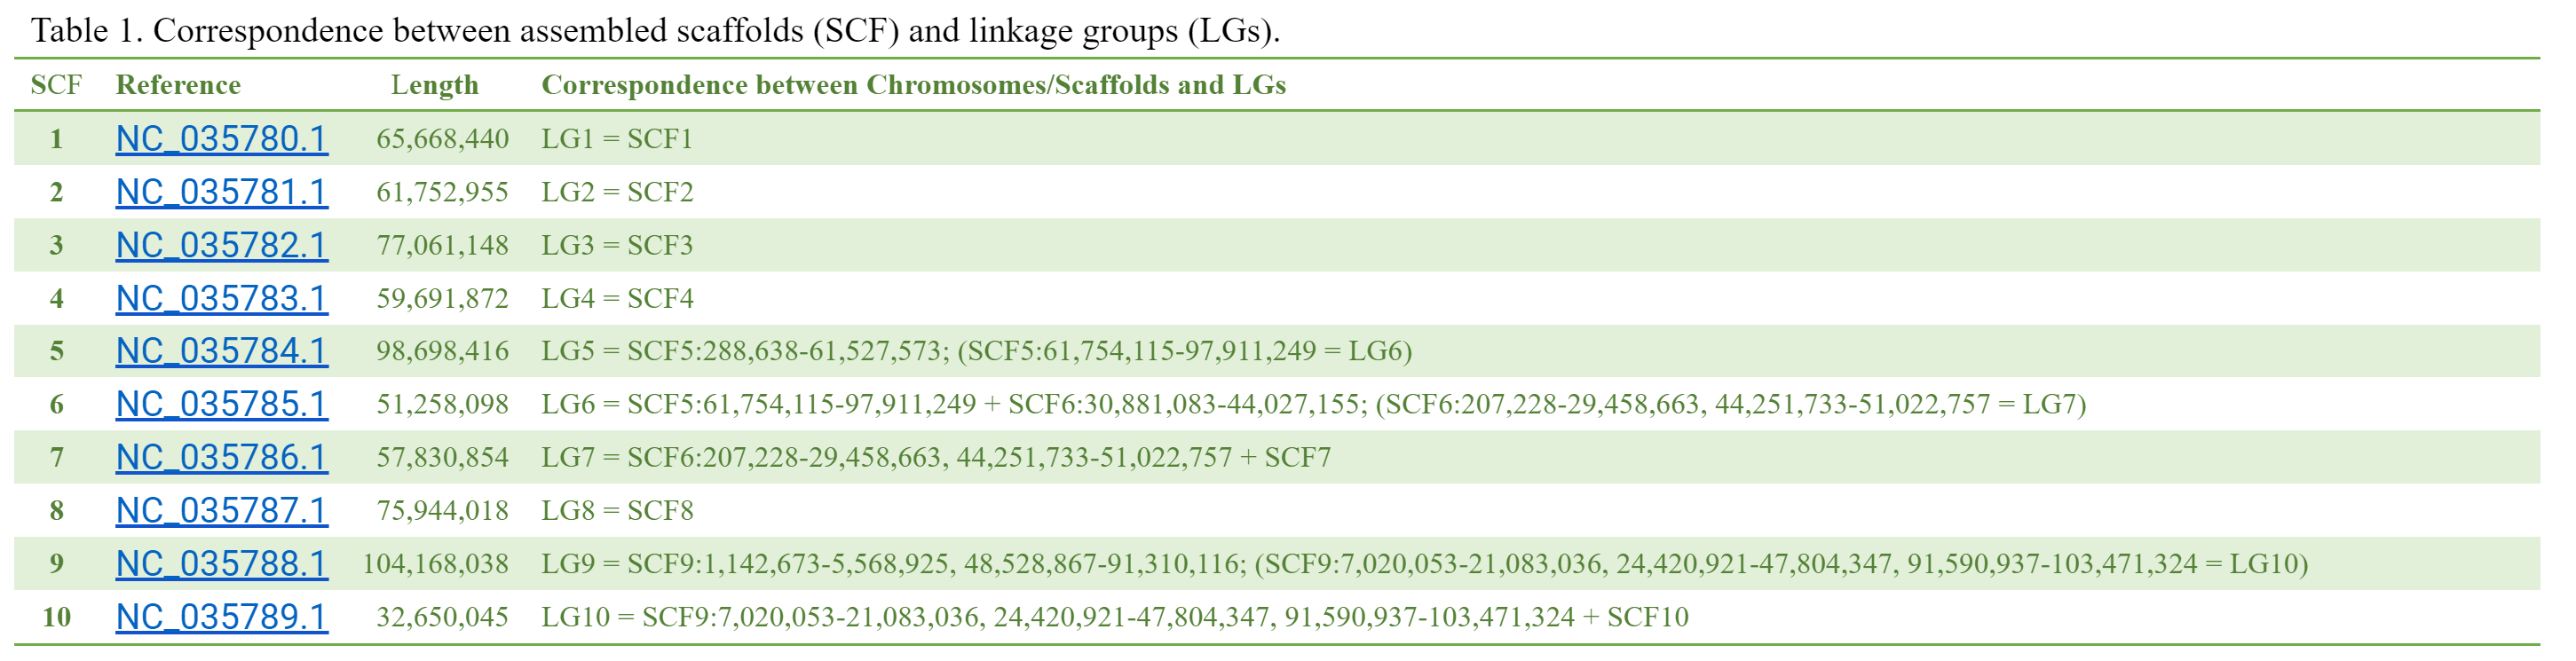 Table 1. Correspondence between assembled scaffolds (SCF) and linkage groups (LGs).
SCF Reference Length Correspondence between Chromosomes/Scaffolds and LGs
1 NC_035780.1 65,668,440 LG1 = SCF1
2 NC_035781.1 61,752,955 LG2 = SCF2
3 NC_035782.1 77,061,148 LG3 = SCF3
4 NC_035783.1 59,691,872 LG4 = SCF4
5 NC_035784.1 98,698,416 LG5 = SCF5:288,638-61,527,573; (SCF5:61,754,115-97,911,249 = LG6)
6 NC_035785.1 51,258,098 LG6 = SCF5:61,754,115-97,911,249 + SCF6:30,881,083-44,027,155; (SCF6:207,228-29,458,663, 44,251,733-51,022,757 = LG7)
7 NC_035786.1 57,830,854 LG7 = SCF6:207,228-29,458,663, 44,251,733-51,022,757 + SCF7
8 NC_035787.1 75,944,018 LG8 = SCF8
9 NC_035788.1 104,168,038 LG9 = SCF9:1,142,673-5,568,925, 48,528,867-91,310,116; (SCF9:7,020,053-21,083,036, 24,420,921-47,804,347, 91,590,937-103,471,324 = LG10)
10 NC_035789.1 32,650,045 LG10 = SCF9:7,020,053-21,083,036, 24,420,921-47,804,347, 91,590,937-103,471,324 + SCF10